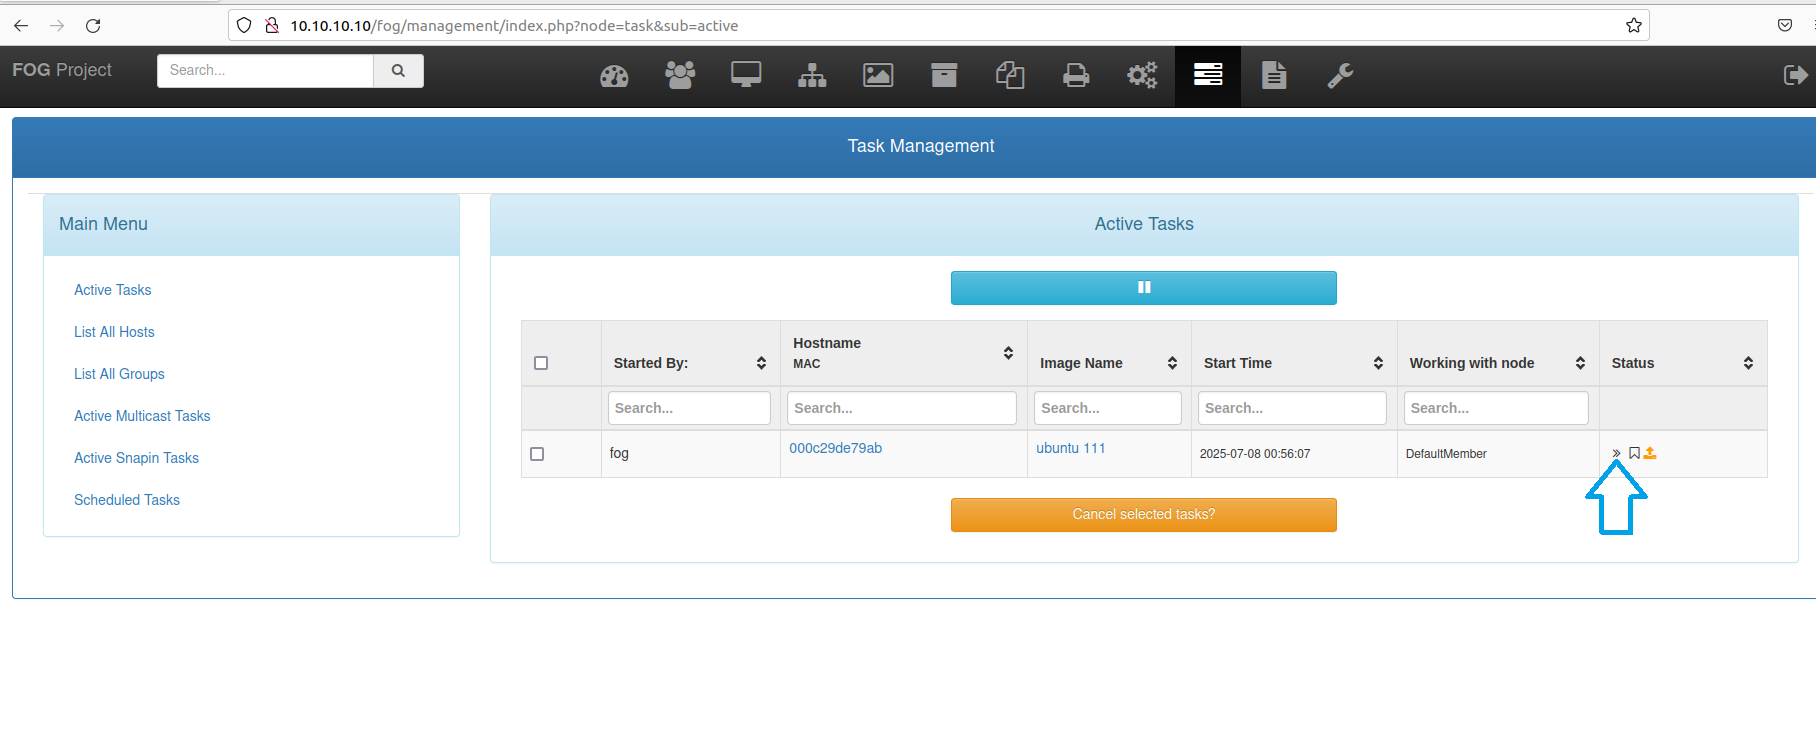 10.10.10.10/fog/management/index.php?node=task&sub=active
FOG Project
Search...
Task Management
Main Menu
Active Tasks
List All Hosts
List All Groups
Active Multicast Tasks
Active Snapin Tasks
Scheduled Tasks
Active Tasks
Started By: Hostname MAC Image Name Start Time Working with node Status
Search... Search... Search... Search... Search...
fog 000c29de79ab ubuntu 111 2025-07-08 00:56:07 DefaultMember
Cancel selected tasks?